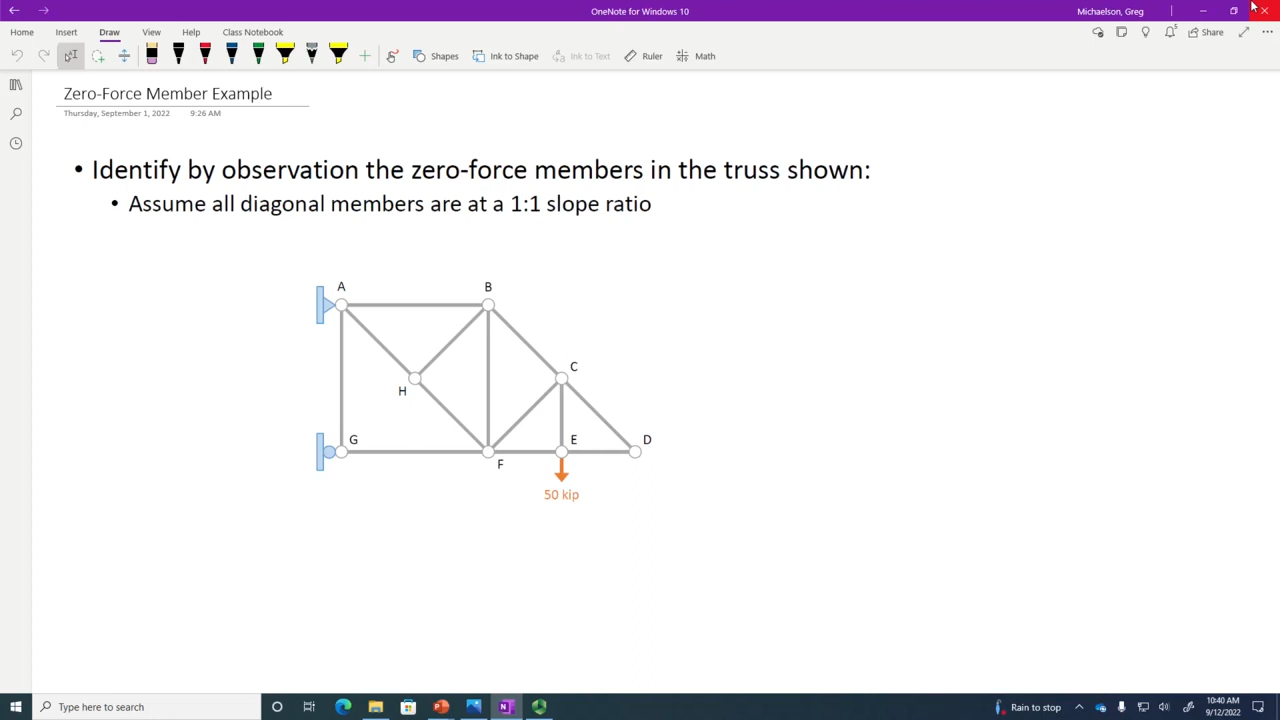 OneNote for Windows 10
Michaelson, Greg
Home Insert Draw View Help Class Notebook
5
Share
Shapes Ink to Shape Ink to Text Ruler Math
Zero-Force Member Example
Thursday, September 1, 2022 9:26 AM
• Identify by observation the zero-force members in the truss shown:
• Assume all diagonal members are at a 1:1 slope ratio
A B
C
H
G E D
F
50 kip
Type here to search
N
Rain to stop
10:40 AM
9/12/2022